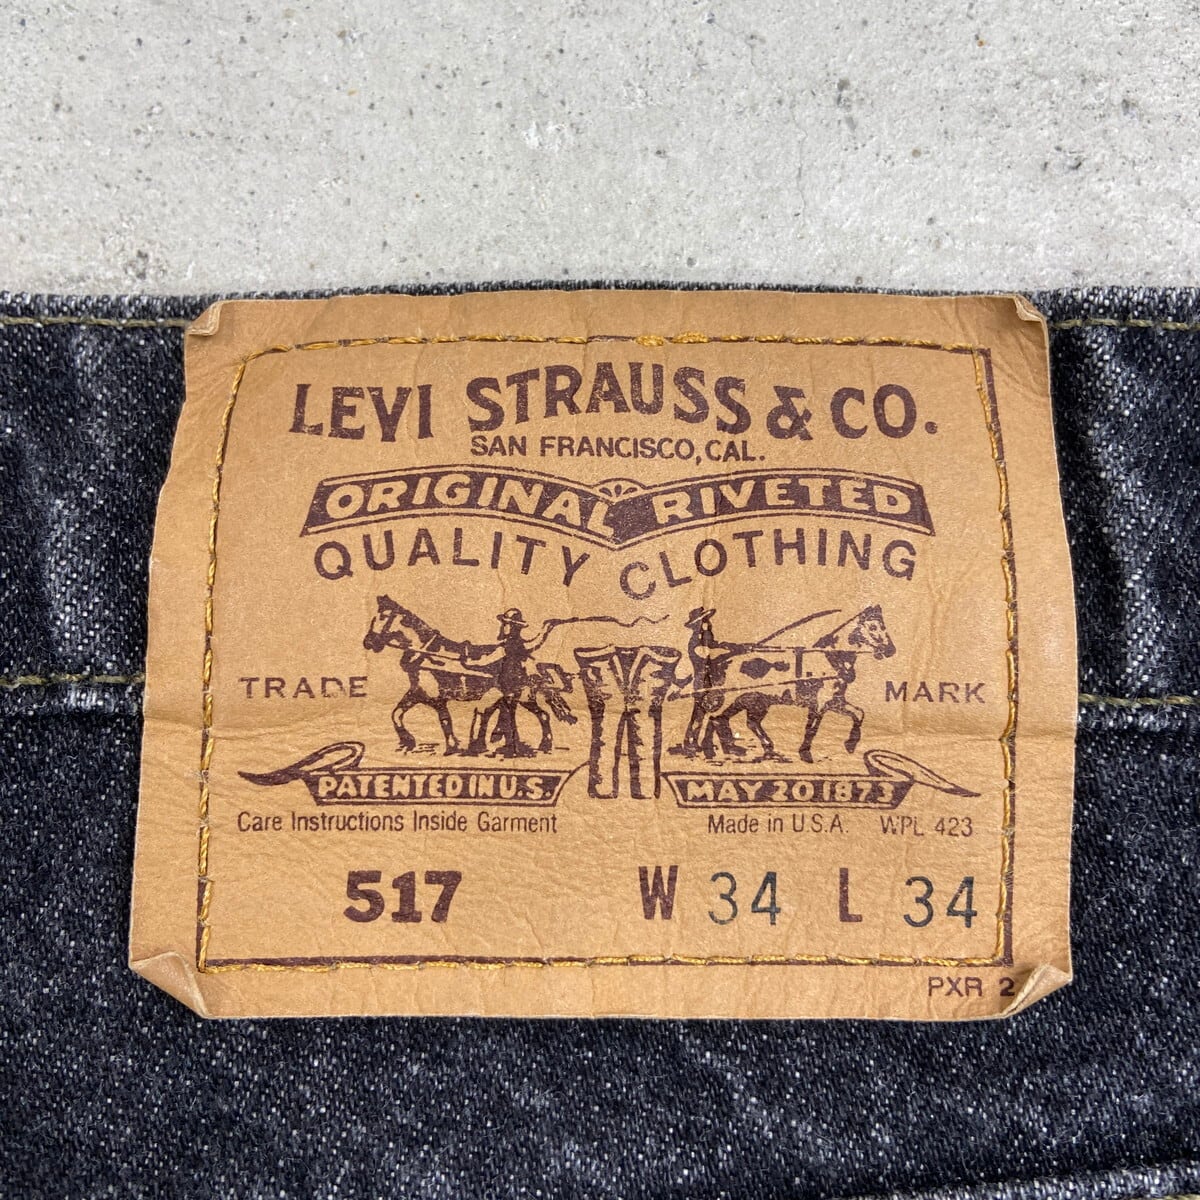 LEVI STRAUSS & CO.
SAN FRANCISCO, CAL.
ORIGINAL RIVETED
QUALITY CLOTHING
TRADE MARK
PATENTED IN U.S. MAY 20 1873
Care Instructions Inside Garment Made in U.S.A. WPL 423
517 W 34 L 34
PXR 2